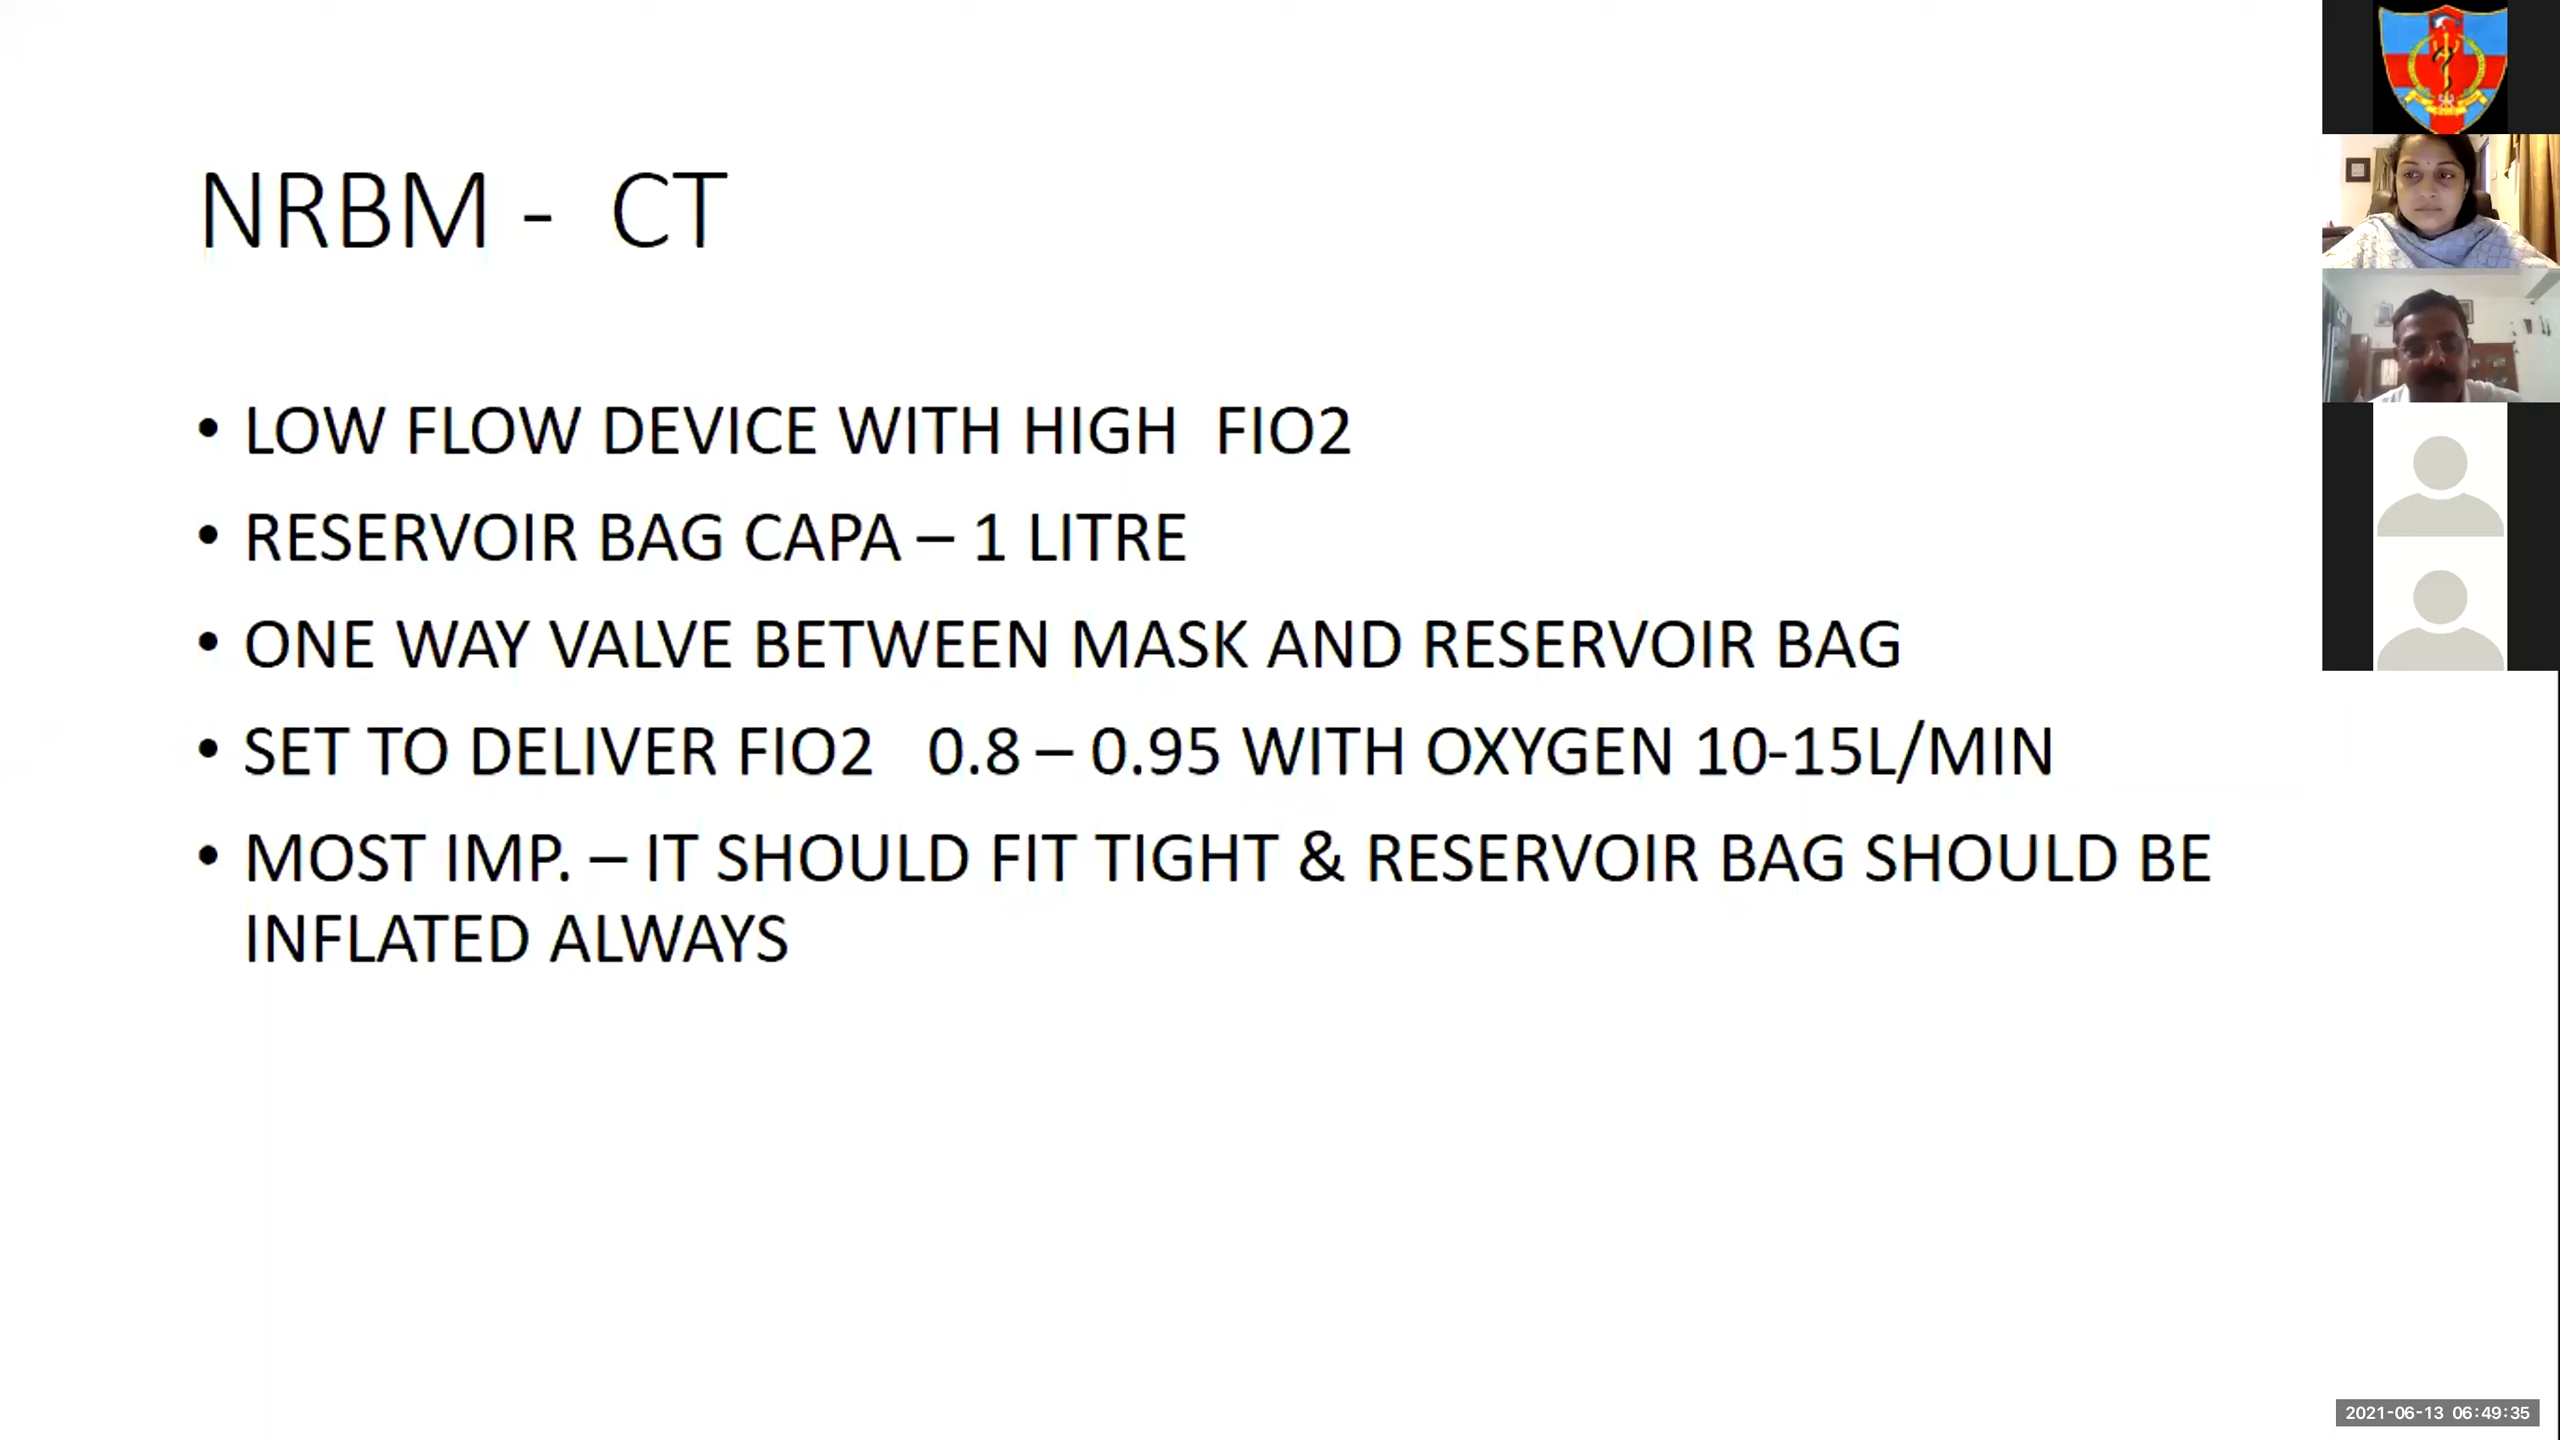 NRBM - CT
• LOW FLOW DEVICE WITH HIGH FIO2
• RESERVOIR BAG CAPA – 1 LITRE
• ONE WAY VALVE BETWEEN MASK AND RESERVOIR BAG
• SET TO DELIVER FIO2 0.8 – 0.95 WITH OXYGEN 10-15L/MIN
• MOST IMP. – IT SHOULD FIT TIGHT & RESERVOIR BAG SHOULD BE
INFLATED ALWAYS
2021-06-13 06:49:35